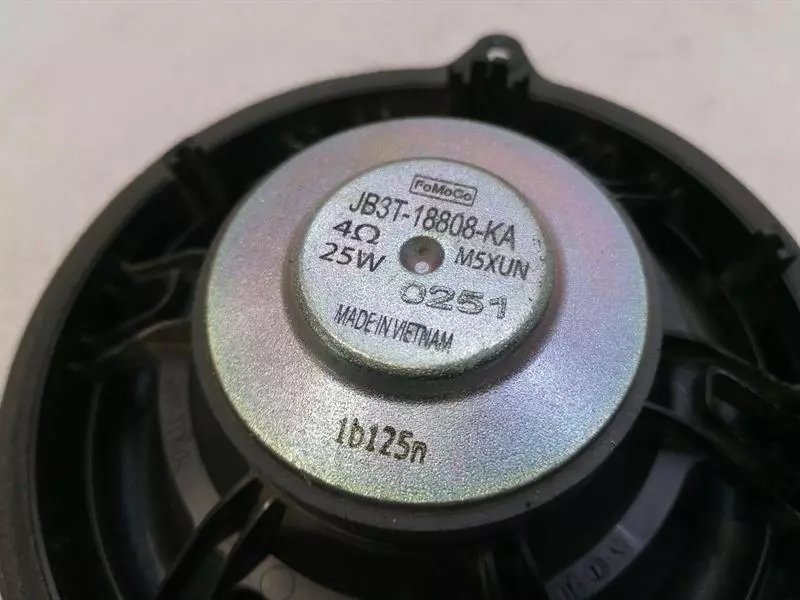 FoMoCo
JB3T-18808-KA
4Ω
25W M5XUN
0251
MADE IN VIETNAM
1b125n